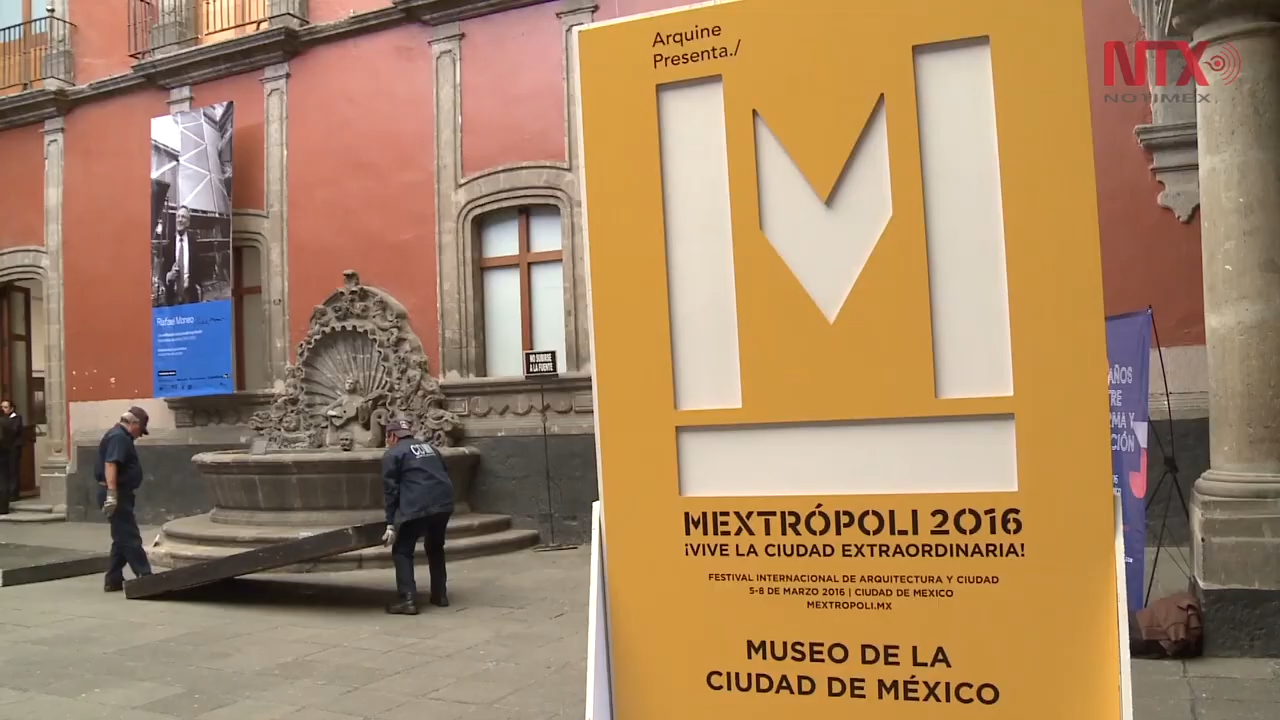 Arquine
Presenta./
NTX
NOTIMEX
Rafael Moneo
NO SUBIRSE
A LA FUENTE
MEXTRÓPOLI 2016
¡VIVE LA CIUDAD EXTRAORDINARIA!
FESTIVAL INTERNACIONAL DE ARQUITECTURA Y CIUDAD
5-8 DE MARZO 2016 | CIUDAD DE MEXICO
MEXTROPOLI.MX
MUSEO DE LA
CIUDAD DE MÉXICO